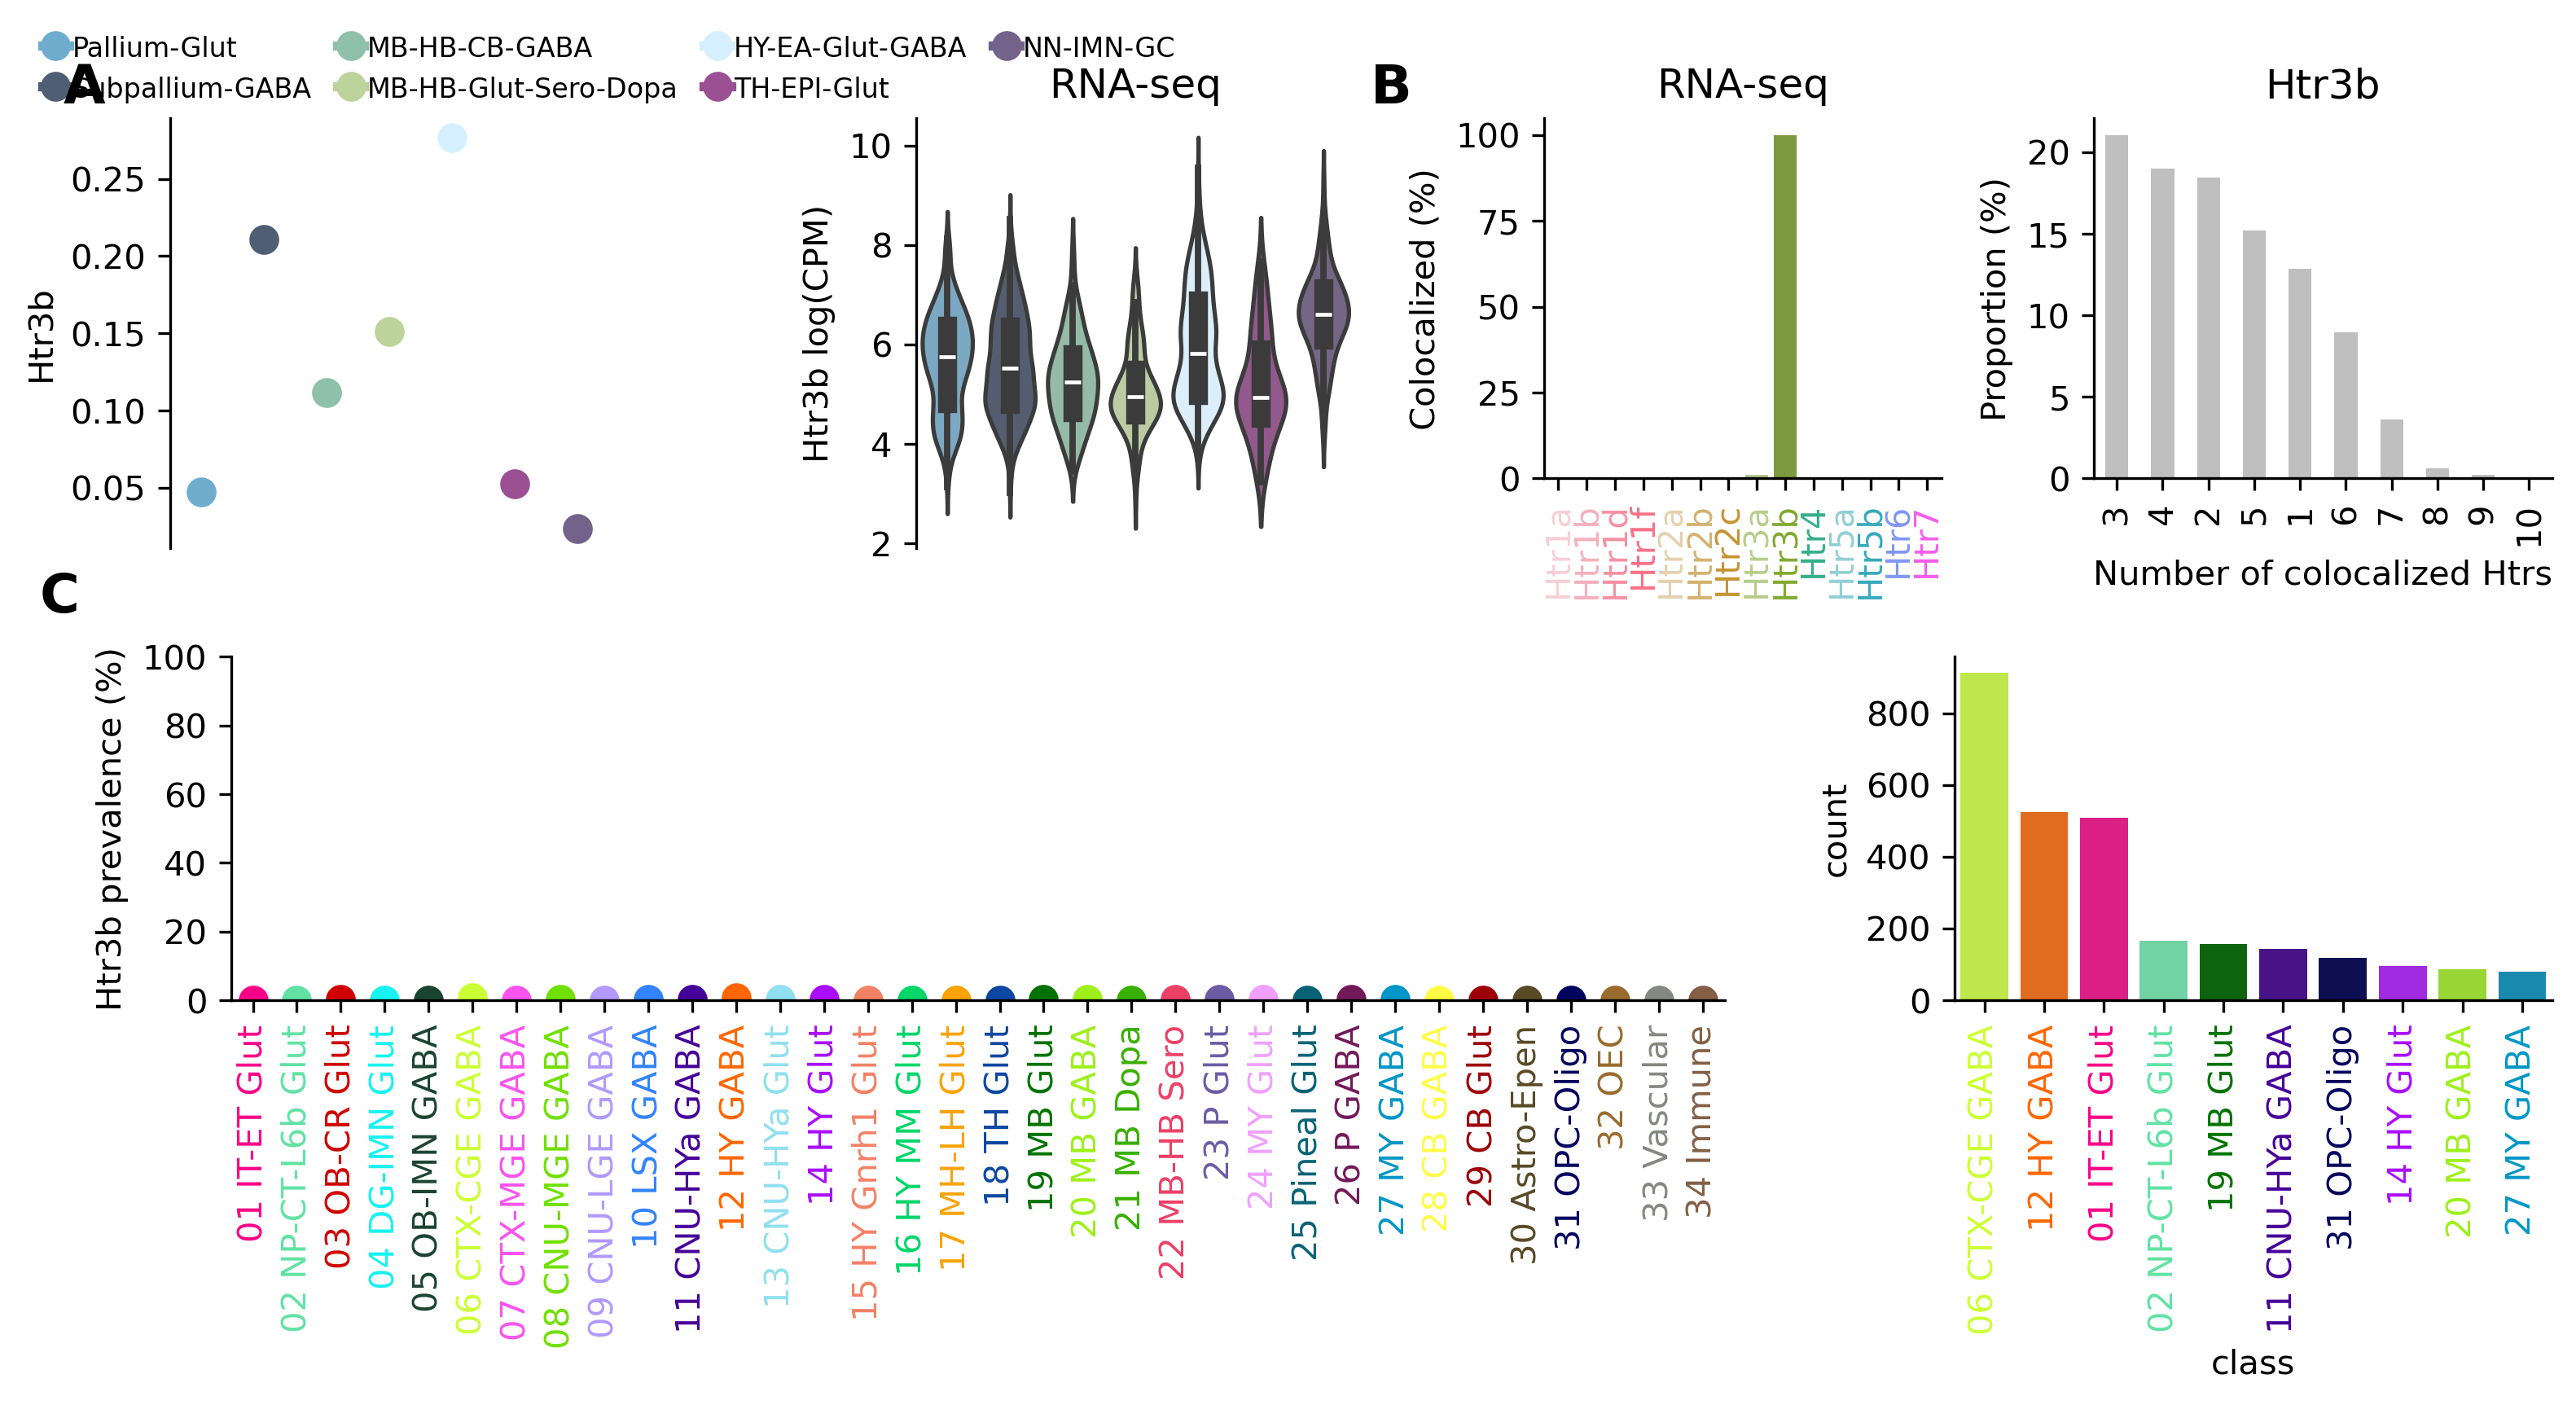 Pallium-Glut
MB-HB-CB-GABA
HY-EA-Glut-GABA
NN-IMN-GC
Subpallium-GABA
MB-HB-Glut-Sero-Dopa
TH-EPI-Glut
A
Htr3b
0.25
0.20
0.15
0.10
0.05
RNA-seq
Htr3b log(CPM)
10
8
6
4
2
B
RNA-seq
Colocalized (%)
100
75
50
25
0
Htr1a
Htr1b
Htr1d
Htr1f
Htr2a
Htr2b
Htr2c
Htr3a
Htr3b
Htr4
Htr5a
Htr5b
Htr6
Htr7
Htr3b
Proportion (%)
20
15
10
5
0
3
4
2
5
1
6
7
8
9
10
Number of colocalized Htrs
C
Htr3b prevalence (%)
100
80
60
40
20
0
01 IT-ET Glut
02 NP-CT-L6b Glut
03 OB-CR Glut
04 DG-IMN Glut
05 OB-IMN GABA
06 CTX-CGE GABA
07 CTX-MGE GABA
08 CNU-MGE GABA
09 CNU-LGE GABA
10 LSX GABA
11 CNU-HYa GABA
12 HY GABA
13 CNU-HYa Glut
14 HY Glut
15 HY Gnrh1 Glut
16 HY MM Glut
17 MH-LH Glut
18 TH Glut
19 MB Glut
20 MB GABA
21 MB Dopa
22 MB-HB Sero
23 P Glut
24 MY Glut
25 Pineal Glut
26 P GABA
27 MY GABA
28 CB GABA
29 CB Glut
30 Astro-Epen
31 OPC-Oligo
32 OEC
33 Vascular
34 Immune
count
800
600
400
200
0
06 CTX-CGE GABA
12 HY GABA
01 IT-ET Glut
02 NP-CT-L6b Glut
19 MB Glut
11 CNU-HYa GABA
31 OPC-Oligo
14 HY Glut
20 MB GABA
27 MY GABA
class